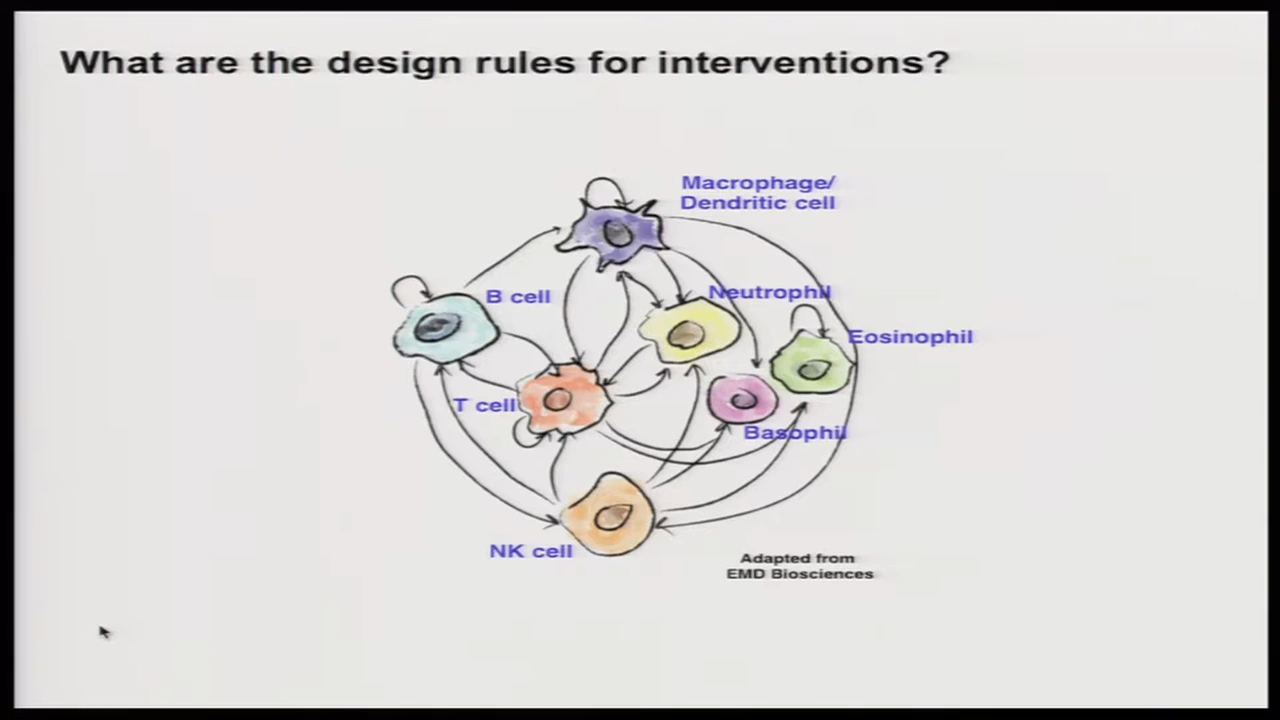 What are the design rules for interventions?
Macrophage/
Dendritic cell
B cell
Neutrophil
Eosinophil
T cell
Basophil
NK cell
Adapted from
EMD Biosciences